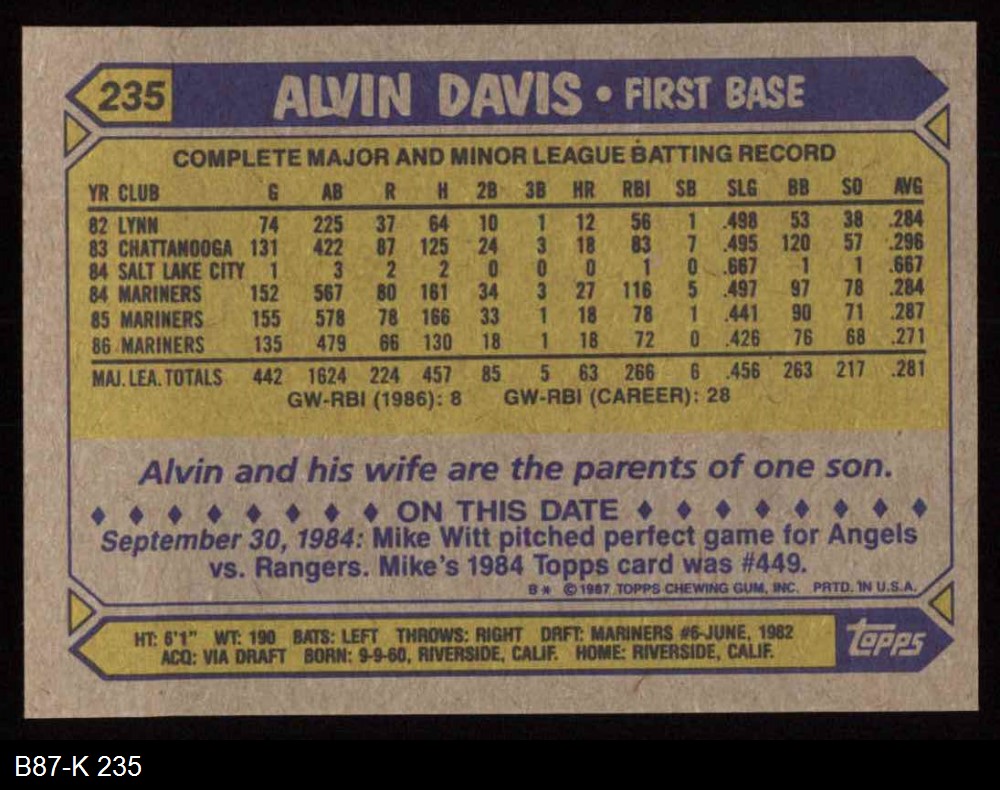 235 ALVIN DAVIS • FIRST BASE
COMPLETE MAJOR AND MINOR LEAGUE BATTING RECORD
YR CLUB G AB R H 2B 3B HR RBI SB SLG BB SO AVG
82 LYNN 74 225 37 64 10 1 12 56 1 .498 53 38 .284
83 CHATTANOOGA 131 422 87 125 24 3 18 83 7 .495 120 57 .296
84 SALT LAKE CITY 1 3 2 2 0 0 0 1 0 .667 1 1 .667
84 MARINERS 152 567 80 161 34 3 27 116 5 .497 97 78 .284
85 MARINERS 155 578 78 166 33 1 18 78 1 .441 90 71 .287
86 MARINERS 135 479 66 130 18 1 18 72 0 .426 76 68 .271
MAJ. LEA. TOTALS 442 1624 224 457 85 5 63 266 6 .456 263 217 .281
GW-RBI (1986): 8 GW-RBI (CAREER): 28
Alvin and his wife are the parents of one son.
♦ ♦ ♦ ♦ ♦ ♦ ♦ ♦ ON THIS DATE ♦ ♦ ♦ ♦ ♦ ♦ ♦ ♦
September 30, 1984: Mike Witt pitched perfect game for Angels
vs. Rangers. Mike's 1984 Topps card was #449.
B* © 1987 TOPPS CHEWING GUM, INC. PRTD. IN U.S.A.
HT: 6'1" WT: 190 BATS: LEFT THROWS: RIGHT DRFT: MARINERS #6-JUNE, 1982
ACQ: VIA DRAFT BORN: 9-9-60, RIVERSIDE, CALIF. HOME: RIVERSIDE, CALIF.
topps
B87-K 235